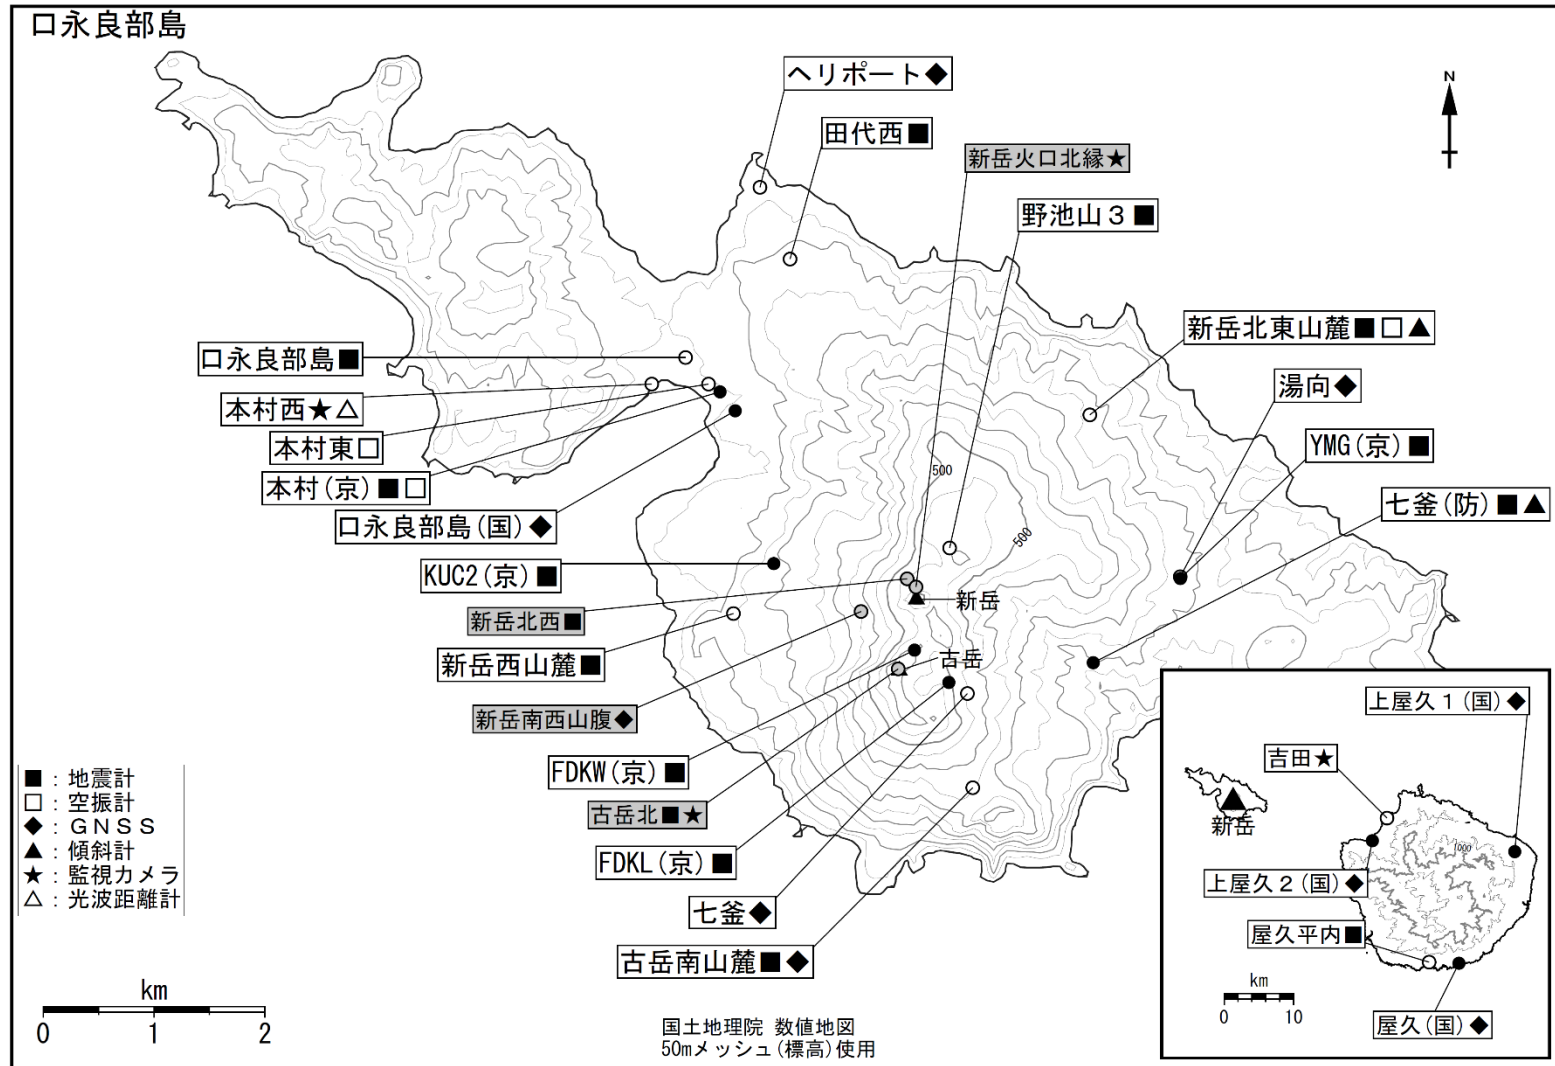 口永良部島
N
ヘリポート◆
田代西■
新岳火口北縁★
野池山3■
新岳北東山麓■□▲
湯向◆
YMG(京)■
七釜(防)■▲
口永良部島■
本村西★△
本村東□
本村(京)■□
口永良部島(国)◆
KUC2(京)■
新岳北西■
新岳西山麓■
新岳南西山腹◆
FDKW(京)■
古岳北■★
FDKL(京)■
七釜◆
古岳南山麓■◆
500
500
新岳
古岳
■:地震計
□:空振計
◆:GNSS
▲:傾斜計
★:監視カメラ
△:光波距離計
km
0 1 2
国土地理院 数値地図
50mメッシュ(標高)使用
上屋久1(国)◆
吉田★
新岳
1000
上屋久2(国)◆
屋久平内■
km
0 10
屋久(国)◆